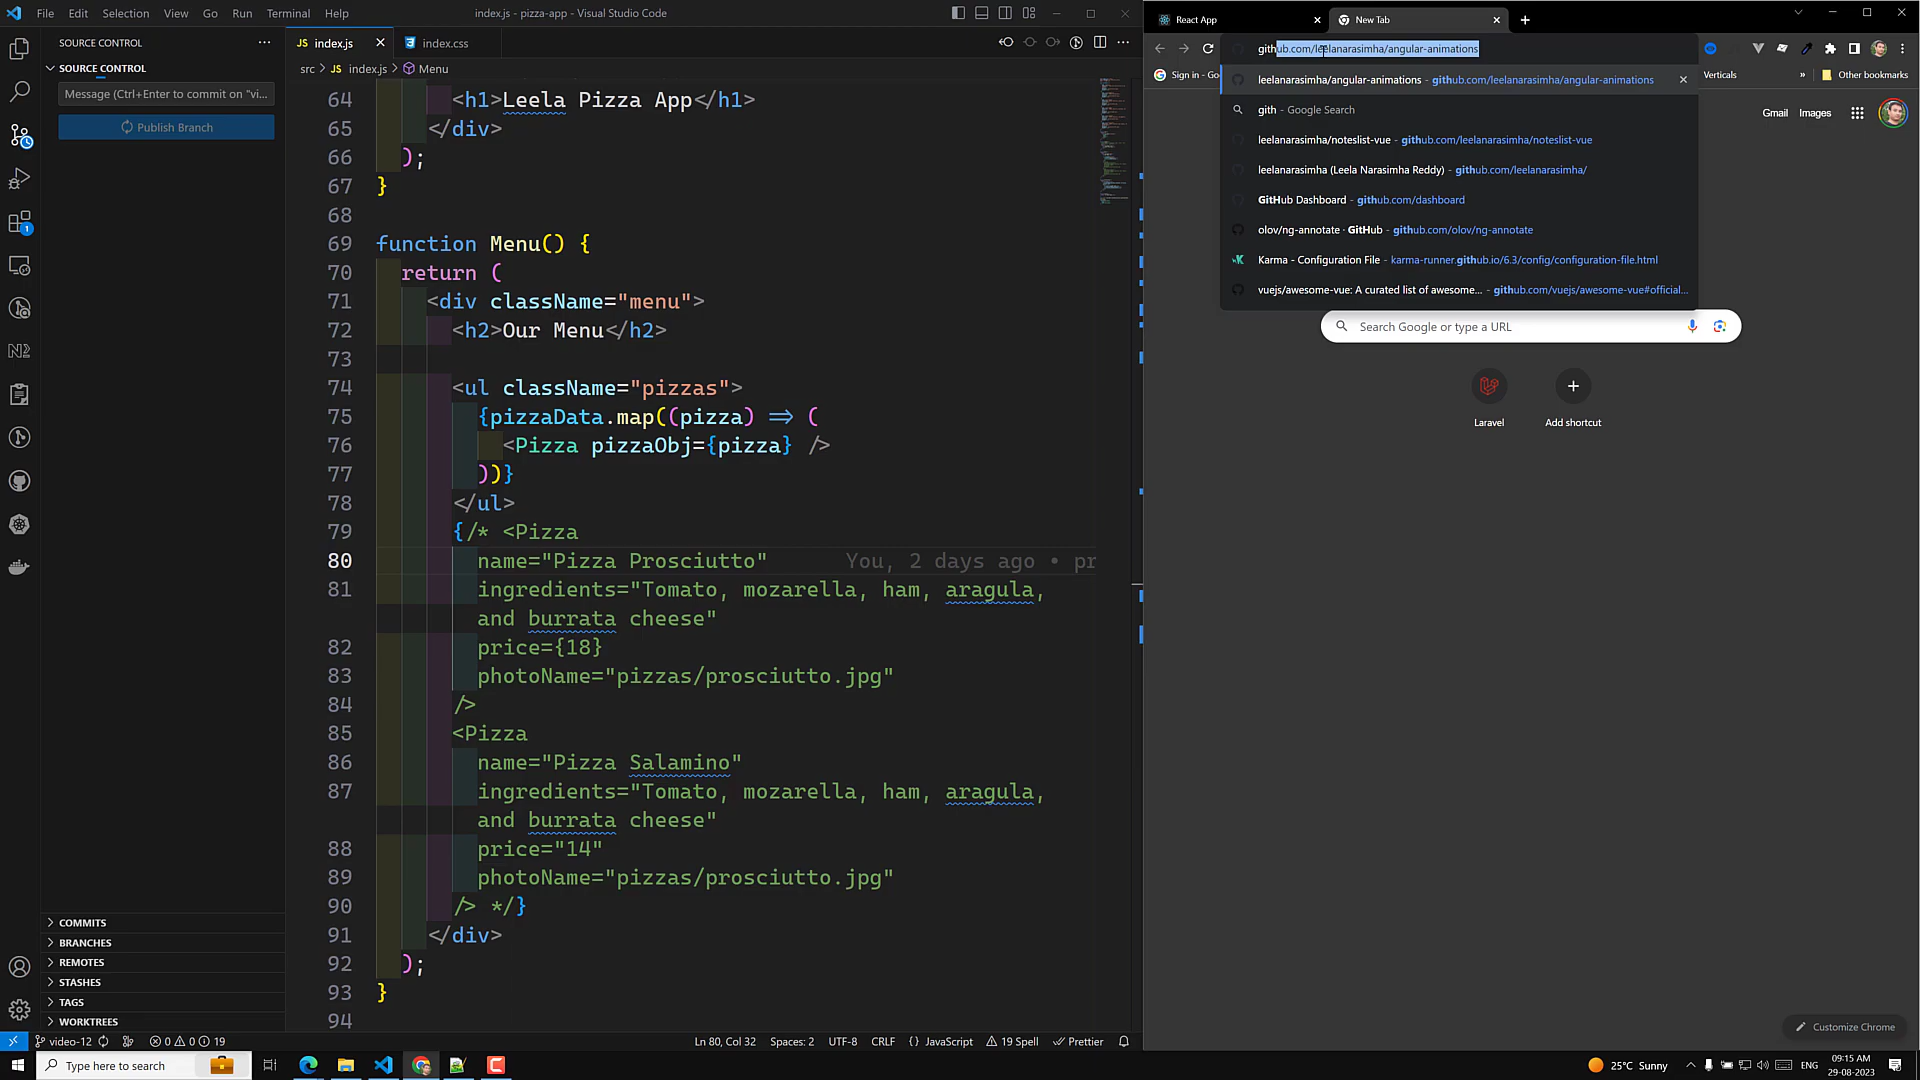 File Edit Selection View Go Run Terminal Help
index.js - pizza-app - Visual Studio Code
SOURCE CONTROL
SOURCE CONTROL
Message (Ctrl+Enter to commit on "vi...
Publish Branch
COMMITS
BRANCHES
REMOTES
STASHES
TAGS
WORKTREES
1
N2
JS index.js
index.css
src > JS index.js > Menu
64 <h1>Leela Pizza App</h1>
65 </div>
66 );
67 }
68
69 function Menu() {
70 return (
71 <div className="menu">
72 <h2>Our Menu</h2>
73
74 <ul className="pizzas">
75 {pizzaData.map((pizza) => (
76 <Pizza pizzaObj={pizza} />
77 ))}
78 </ul>
79 {/* <Pizza
80 name="Pizza Prosciutto" You, 2 days ago • pr
81 ingredients="Tomato, mozarella, ham, aragula,
and burrata cheese"
82 price={18}
83 photoName="pizzas/prosciutto.jpg"
84 />
85 <Pizza
86 name="Pizza Salamino"
87 ingredients="Tomato, mozarella, ham, aragula,
and burrata cheese"
88 price="14"
89 photoName="pizzas/prosciutto.jpg"
90 /> */}
91 </div>
92 );
93 }
94
video-12 0 0 19
Ln 80, Col 32 Spaces: 2 UTF-8 CRLF {} JavaScript 19 Spell Prettier
React App
New Tab
github.com/leelanarasimha/angular-animations
Sign in - Go
Verticals
» Other bookmarks
leelanarasimha/angular-animations - github.com/leelanarasimha/angular-animations
gith - Google Search
leelanarasimha/noteslist-vue - github.com/leelanarasimha/noteslist-vue
leelanarasimha (Leela Narasimha Reddy) - github.com/leelanarasimha/
GitHub Dashboard - github.com/dashboard
olov/ng-annotate · GitHub - github.com/olov/ng-annotate
Karma - Configuration File - karma-runner.github.io/6.3/config/configuration-file.html
vuejs/awesome-vue: A curated list of awesome... - github.com/vuejs/awesome-vue#official...
Gmail Images
Search Google or type a URL
Laravel
Add shortcut
Customize Chrome
Type here to search
25°C Sunny
ENG
09:15 AM
29-08-2023